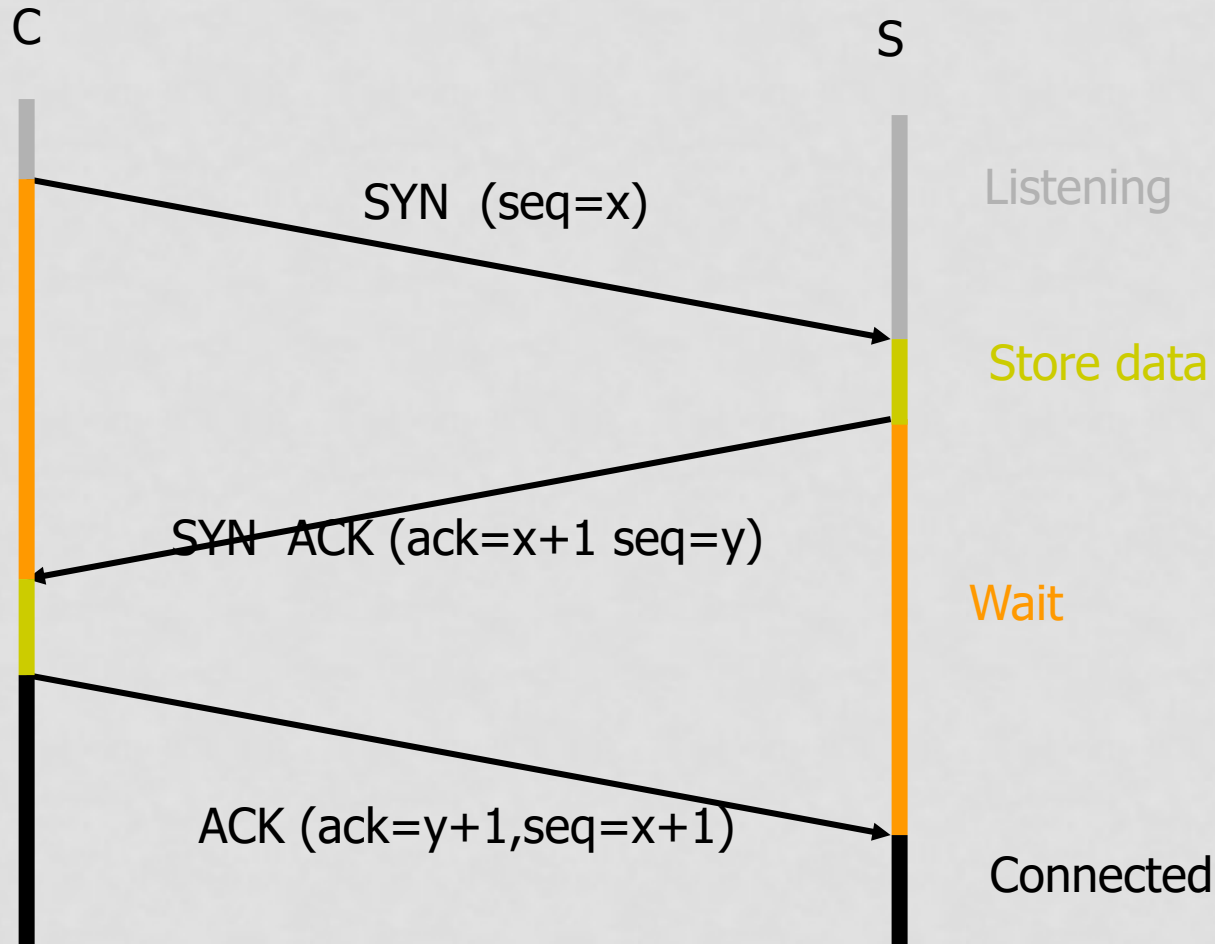 C
S
SYN (seq=x)
Listening
Store data
SYN ACK (ack=x+1 seq=y)
Wait
ACK (ack=y+1,seq=x+1)
Connected